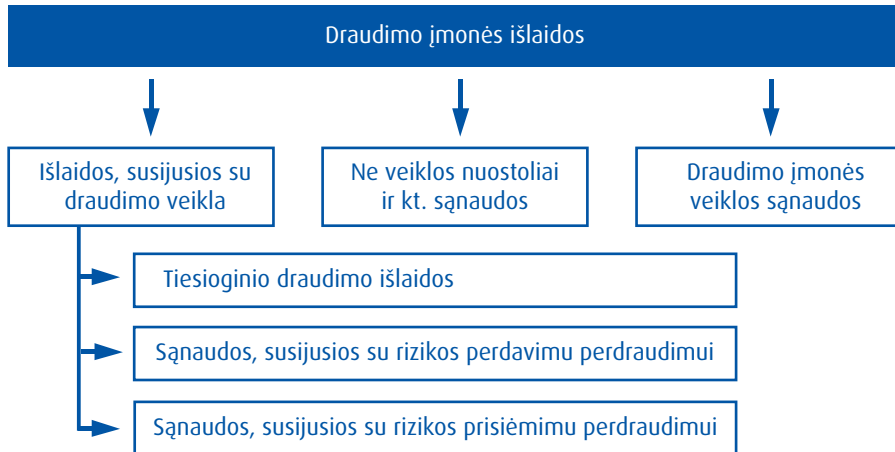 Draudimo įmonės išlaidos
Išlaidos, susijusios su
draudimo veikla
Ne veiklos nuostoliai
ir kt. sąnaudos
Draudimo įmonės
veiklos sąnaudos
Tiesioginio draudimo išlaidos
Sąnaudos, susijusios su rizikos perdavimu perdraudimui
Sąnaudos, susijusios su rizikos prisiėmimu perdraudimui